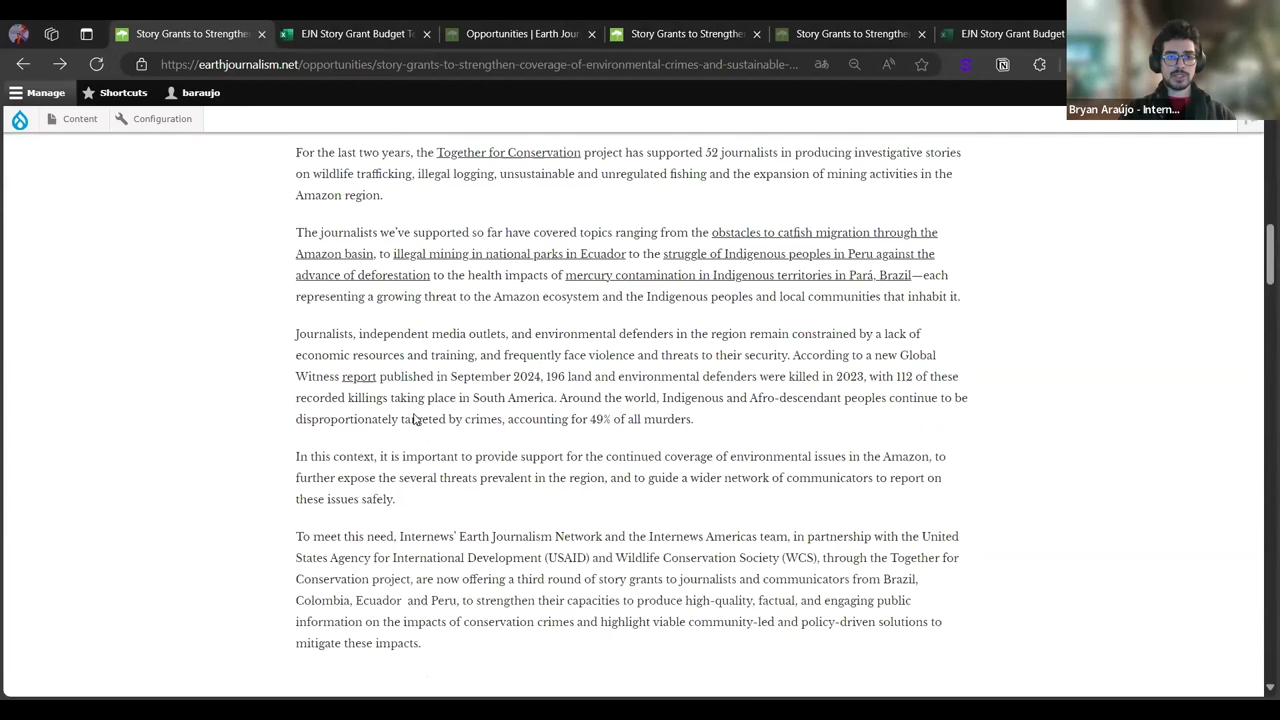 Story Grants to Strengthe
EJN Story Grant Budget Te
Opportunities | Earth Jour
Story Grants to Strengthe
Story Grants to Strengthe
EJN Story Grant Budget
https://earthjournalism.net/opportunities/story-grants-to-strengthen-coverage-of-environmental-crimes-and-sustainable-...
Manage
Shortcuts
baraujo
Bryan Araújo - Intern...
Content
Configuration
For the last two years, the Together for Conservation project has supported 52 journalists in producing investigative stories
on wildlife trafficking, illegal logging, unsustainable and unregulated fishing and the expansion of mining activities in the
Amazon region.
The journalists we've supported so far have covered topics ranging from the obstacles to catfish migration through the
Amazon basin, to illegal mining in national parks in Ecuador to the struggle of Indigenous peoples in Peru against the
advance of deforestation to the health impacts of mercury contamination in Indigenous territories in Pará, Brazil—each
representing a growing threat to the Amazon ecosystem and the Indigenous peoples and local communities that inhabit it.
Journalists, independent media outlets, and environmental defenders in the region remain constrained by a lack of
economic resources and training, and frequently face violence and threats to their security. According to a new Global
Witness report published in September 2024, 196 land and environmental defenders were killed in 2023, with 112 of these
recorded killings taking place in South America. Around the world, Indigenous and Afro-descendant peoples continue to be
disproportionately targeted by crimes, accounting for 49% of all murders.
In this context, it is important to provide support for the continued coverage of environmental issues in the Amazon, to
further expose the several threats prevalent in the region, and to guide a wider network of communicators to report on
these issues safely.
To meet this need, Internews' Earth Journalism Network and the Internews Americas team, in partnership with the United
States Agency for International Development (USAID) and Wildlife Conservation Society (WCS), through the Together for
Conservation project, are now offering a third round of story grants to journalists and communicators from Brazil,
Colombia, Ecuador and Peru, to strengthen their capacities to produce high-quality, factual, and engaging public
information on the impacts of conservation crimes and highlight viable community-led and policy-driven solutions to
mitigate these impacts.